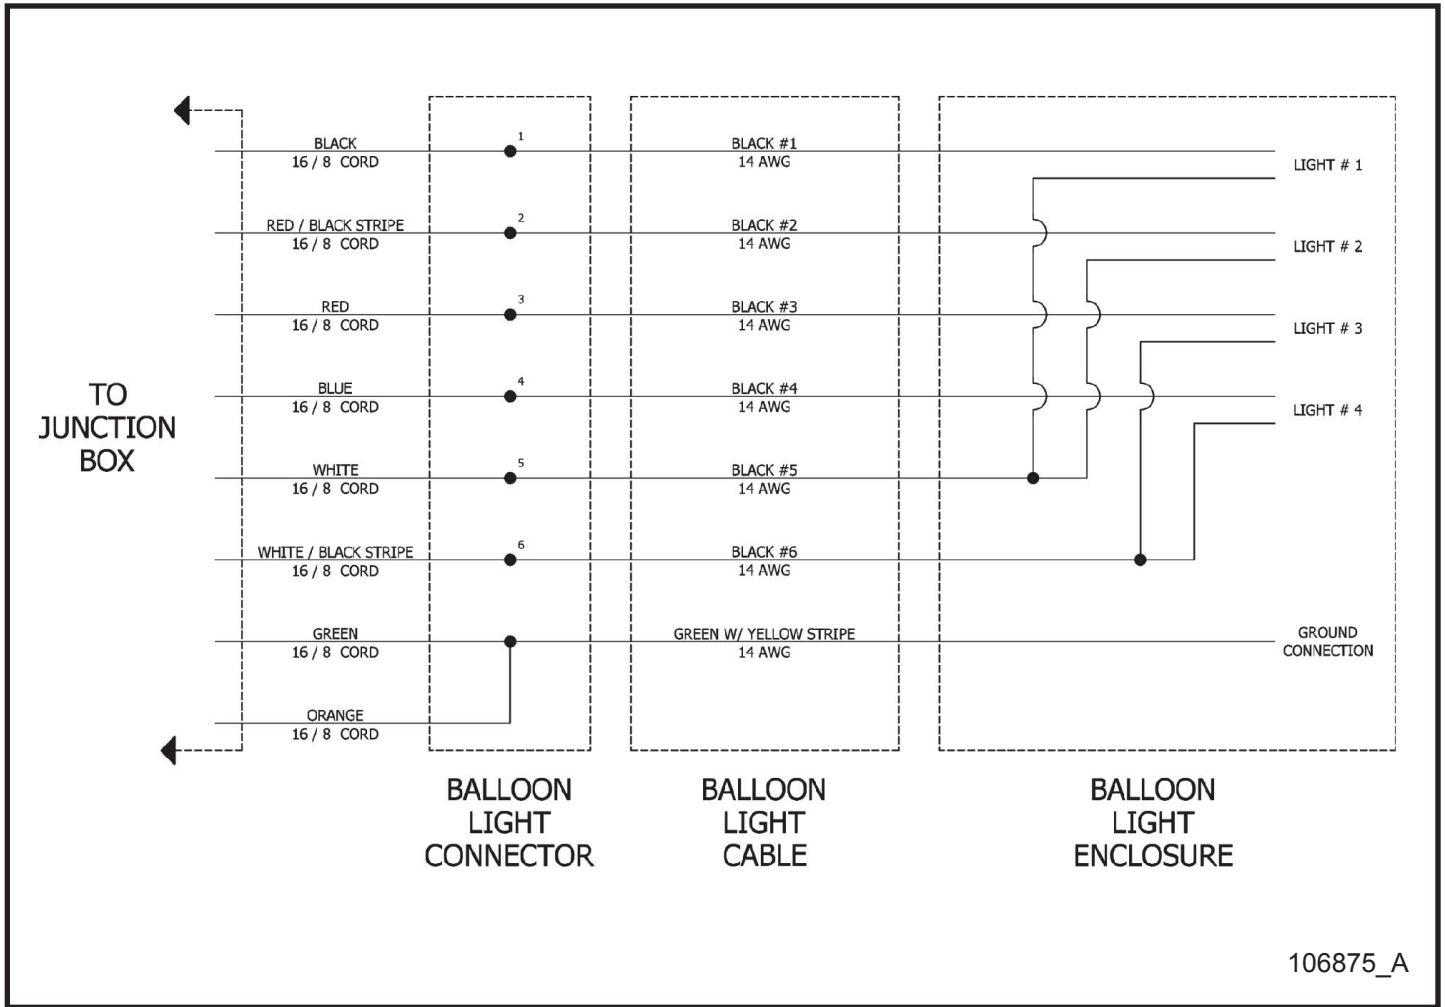 BLACK
16 / 8 CORD
1
BLACK #1
14 AWG
LIGHT # 1
RED / BLACK STRIPE
16 / 8 CORD
2
BLACK #2
14 AWG
LIGHT # 2
RED
16 / 8 CORD
3
BLACK #3
14 AWG
LIGHT # 3
BLUE
16 / 8 CORD
4
BLACK #4
14 AWG
LIGHT # 4
TO
JUNCTION
BOX
WHITE
16 / 8 CORD
5
BLACK #5
14 AWG
WHITE / BLACK STRIPE
16 / 8 CORD
6
BLACK #6
14 AWG
GREEN
16 / 8 CORD
GREEN W/ YELLOW STRIPE
14 AWG
GROUND
CONNECTION
ORANGE
16 / 8 CORD
BALLOON
LIGHT
CONNECTOR
BALLOON
LIGHT
CABLE
BALLOON
LIGHT
ENCLOSURE
106875_A